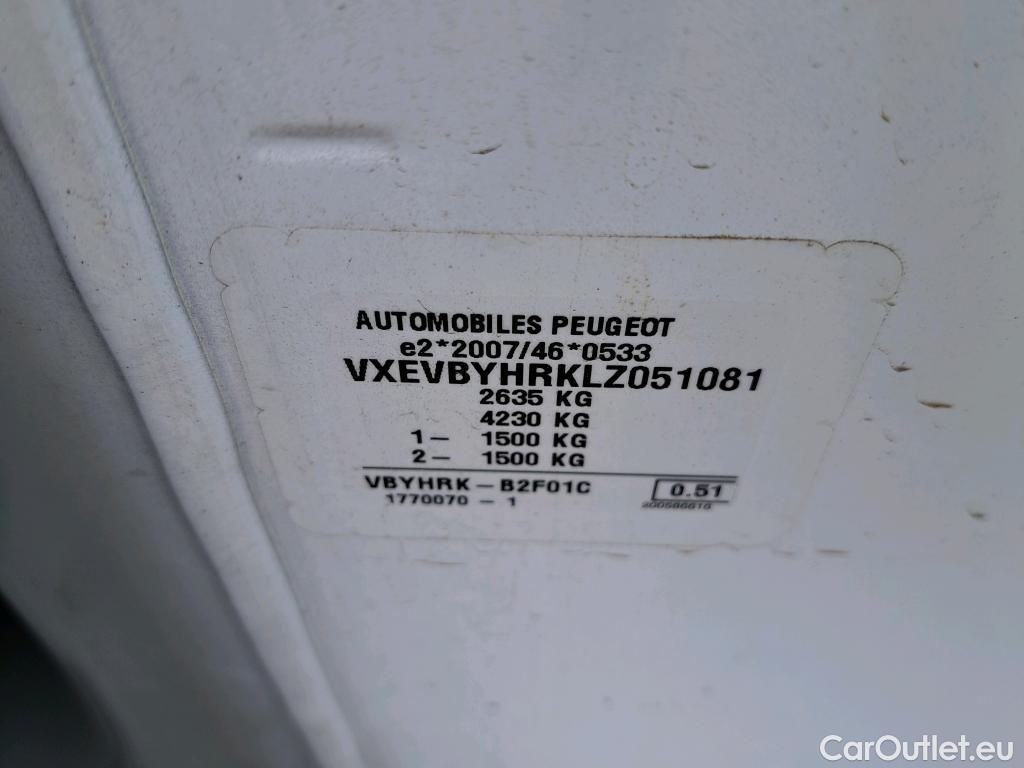 AUTOMOBILES PEUGEOT
e2*2007/46*0533
VXEVBYHRKLZ051081
2635 KG
4230 KG
1- 1500 KG
2- 1500 KG
VBYHRK-B2F01C 0.51
1770070-1
CarOutlet.eu